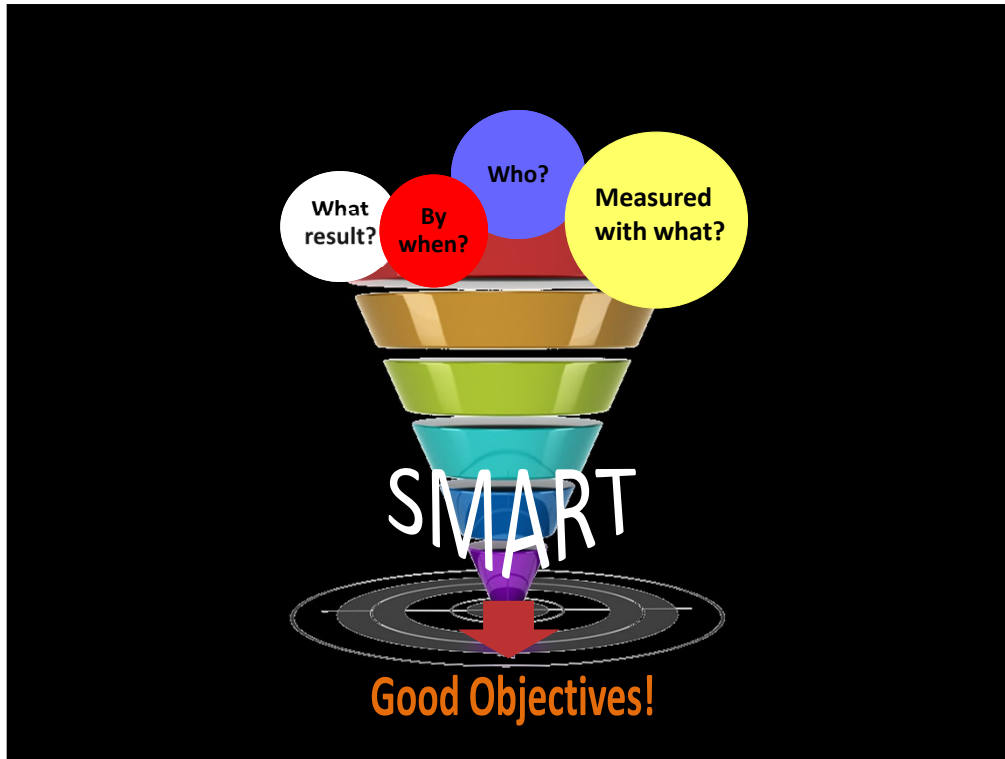 What
result?
By
when?
Who?
Measured
with what?
SMART
Good Objectives!